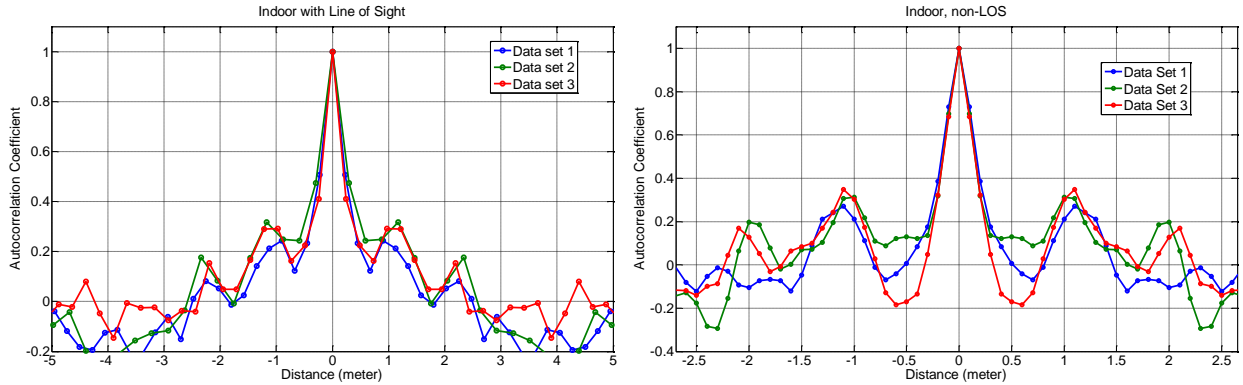 Indoor with Line of Sight
1
0.8
0.6
0.4
0.2
0
-0.2
-5 -4 -3 -2 -1 0 1 2 3 4 5
Distance (meter)
Autocorrelation Coefficient
Data set 1
Data set 2
Data set 3
Indoor, non-LOS
1
0.8
0.6
0.4
0.2
0
-0.2
-0.4
-2.5 -2 -1.5 -1 -0.5 0 0.5 1 1.5 2 2.5
Distance (meter)
Autocorrelation Coefficient
Data Set 1
Data Set 2
Data Set 3